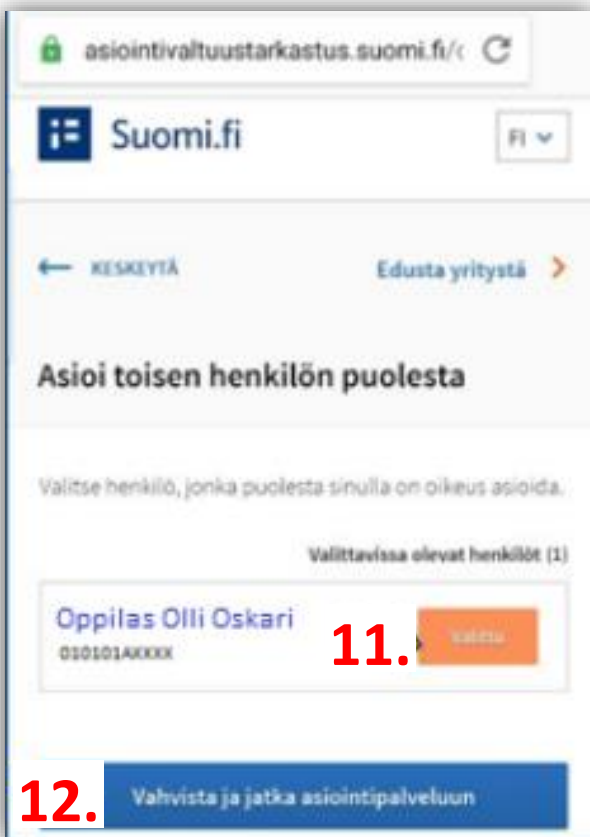 asiointivaltuustarkastus.suomi.fi/c
Suomi.fi
FI
← KESKEYTÄ
Edusta yritystä
Asioi toisen henkilön puolesta
Valitse henkilö, jonka puolesta sinulla on oikeus asioida.
Valittavissa olevat henkilöt (1)
Oppilas Olli Oskari
010101AXXXX
11.
Valittu
12.
Vahvista ja jatka asiointipalveluun